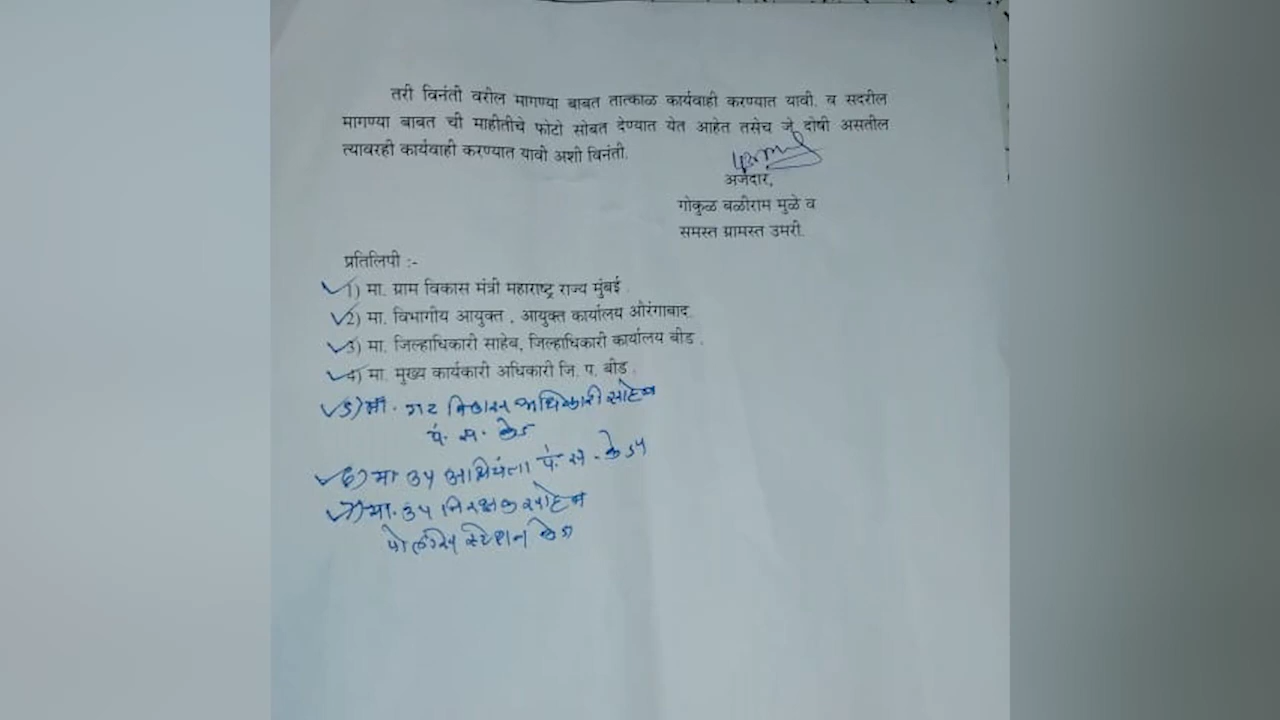 तरी विनंती वरील मागण्या बाबत तात्काळ कार्यवाही करण्यात यावी. व सदरील
मागण्या बाबत ची माहीतीचे फोटो सोबत देण्यात येत आहेत तसेच जे दोषी असतील
त्यावरही कार्यवाही करण्यात यावी अशी विनंती.
अर्जदार,
गोकुळ बळीराम मुळे व
समस्त ग्रामस्त उमरी.
प्रतिलिपी :-
1) मा. ग्राम विकास मंत्री महाराष्ट्र राज्य मुंबई .
2) मा. विभागीय आयुक्त , आयुक्त कार्यालय औरंगाबाद.
3) मा. जिल्हाधिकारी साहेब, जिल्हाधिकारी कार्यालय बीड .
4) मा. मुख्य कार्यकारी अधिकारी जि. प. बीड .
5) मा. गट विकास अधिकारी साहेब
पं. स. केज
6) मा उप अभियंता पं. स. केज
7) मा. उप निरक्षक साहेब
पोलीस स्टेशन केज